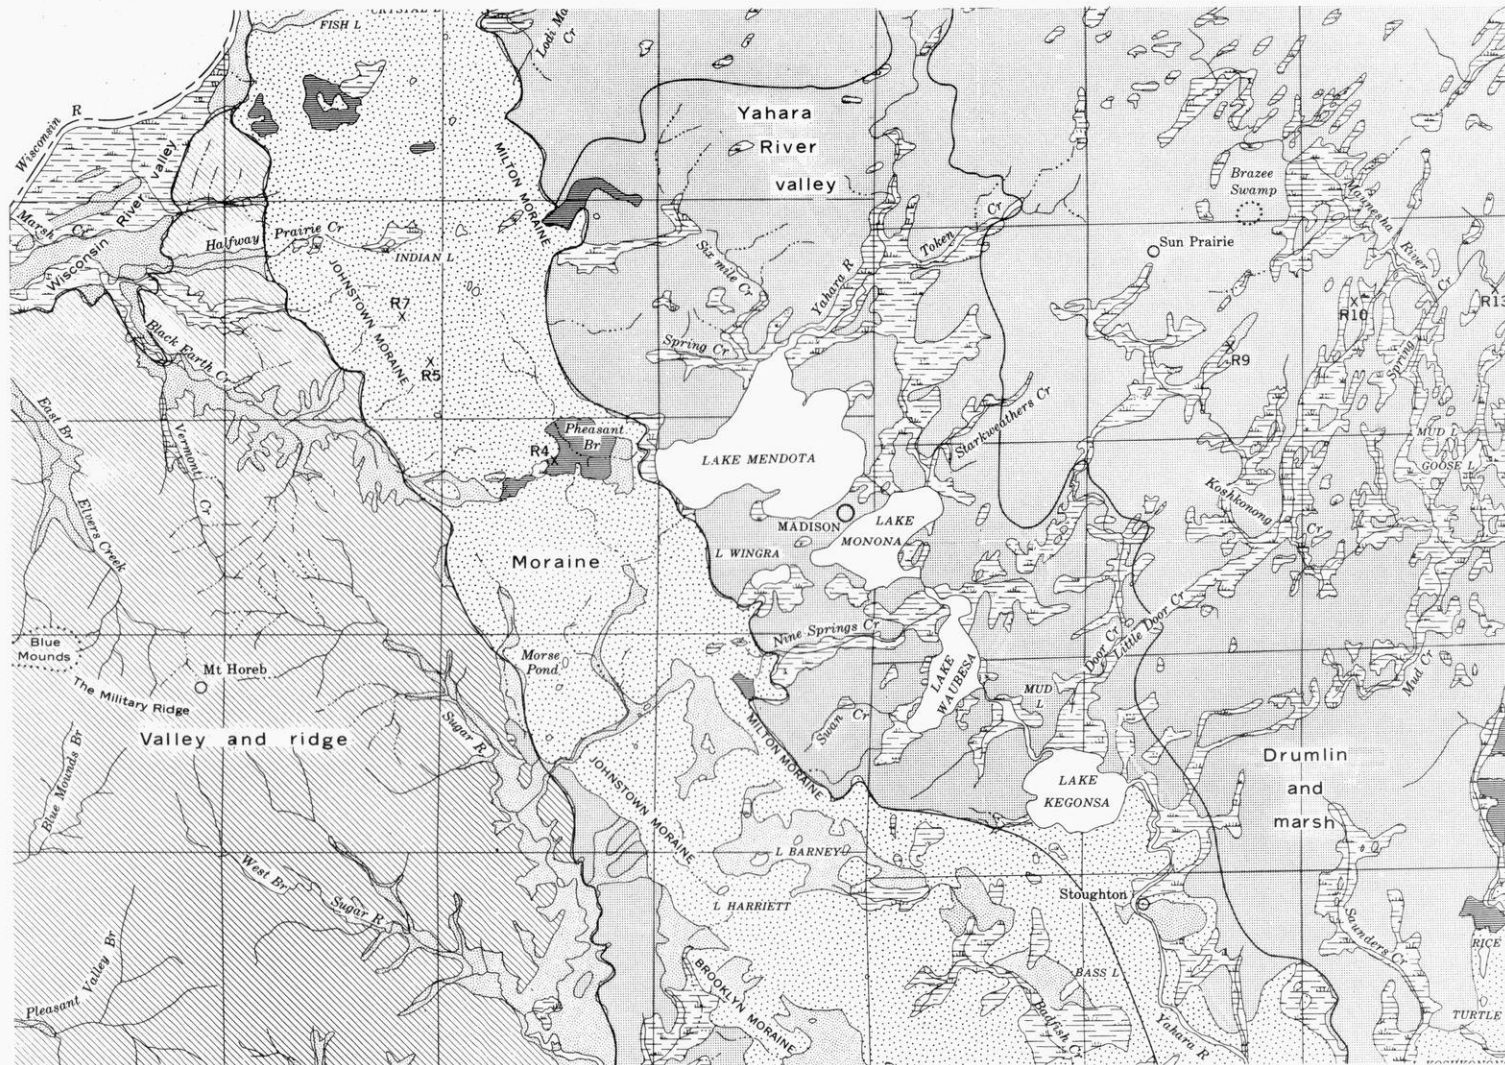 FISH L
CRYSTAL L
Lodi Ma
Cr
Wisconsin R
Yahara
River
valley
MILTON MORAINE
Wisconsin River valley
Marsh Cr
Halfway Prairie Cr
INDIAN L
JOHNSTOWN MORAINE
R7
R5
Black Earth Cr
Six mile Cr
Yahara R
Token Cr
Spring Cr
Brazee
Swamp
Sun Prairie
Maunesha River
Cr
R9
R10
R11
Spring
East Br
Vermont Cr
Elvers Creek
Pheasant
Br
R4
LAKE MENDOTA
Starkweathers Cr
MUD L
GOOSE L
MADISON
LAKE
MONONA
Koshkonong
Cr
L WINGRA
Moraine
Nine Springs Cr
Blue
Mounds
Mt Horeb
The Military Ridge
Morse
Pond
Door Cr
Little Door Cr
LAKE
WAUBESA
MUD
L
Mud Cr
Sugar R
Valley and ridge
Swan Cr
MILTON MORAINE
JOHNSTOWN MORAINE
Drumlin
and
marsh
LAKE
KEGONSA
Blue Mounds Br
L BARNEY
West Br
Sugar R
L HARRIETT
Stoughton
Saunders Cr
RICE
Pleasant Valley Br
BROOKLYN MORAINE
BASS L
Badfish Cr
Yahara R
TURTLE
KOSHKONONG